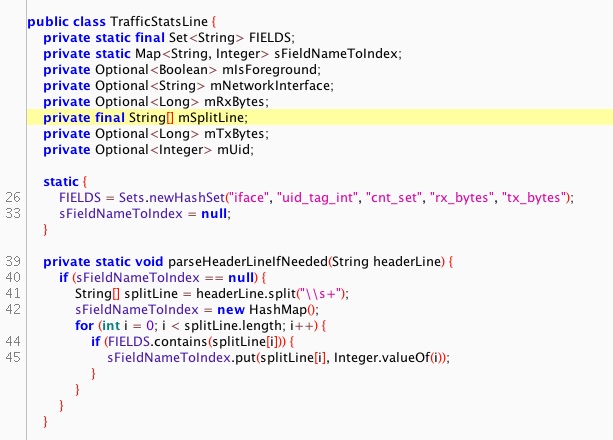 public class TrafficStatsLine {
    private static final Set<String> FIELDS;
    private static Map<String, Integer> sFieldNameToIndex;
    private Optional<Boolean> mIsForeground;
    private Optional<String> mNetworkInterface;
    private Optional<Long> mRxBytes;
    private final String[] mSplitLine;
    private Optional<Long> mTxBytes;
    private Optional<Integer> mUid;

    static {
26        FIELDS = Sets.newHashSet("iface", "uid_tag_int", "cnt_set", "rx_bytes", "tx_bytes");
33        sFieldNameToIndex = null;
    }

39    private static void parseHeaderLineIfNeeded(String headerLine) {
40        if (sFieldNameToIndex == null) {
41            String[] splitLine = headerLine.split("\\s+");
42            sFieldNameToIndex = new HashMap();
            for (int i = 0; i < splitLine.length; i++) {
44                if (FIELDS.contains(splitLine[i])) {
45                    sFieldNameToIndex.put(splitLine[i], Integer.valueOf(i));
                }
            }
        }
    }